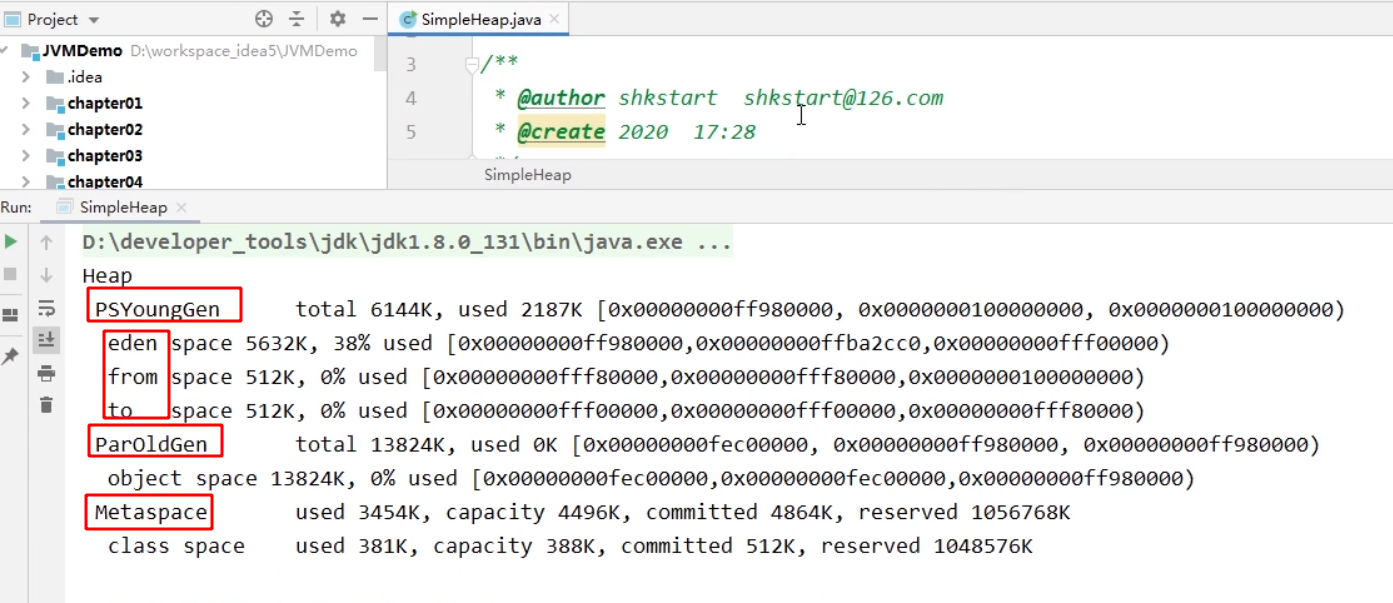 Project
SimpleHeap.java
JVMDemo D:\workspace_idea5\JVMDemo
.idea
chapter01
chapter02
chapter03
chapter04
3 /**
4 * @author shkstart shkstart@126.com
5 * @create 2020 17:28
SimpleHeap
Run: SimpleHeap
D:\developer_tools\jdk\jdk1.8.0_131\bin\java.exe ...
Heap
PSYoungGen total 6144K, used 2187K [0x00000000ff980000, 0x0000000100000000, 0x0000000100000000)
eden space 5632K, 38% used [0x00000000ff980000,0x00000000ffba2cc0,0x00000000fff00000)
from space 512K, 0% used [0x00000000fff80000,0x00000000fff80000,0x0000000100000000)
to space 512K, 0% used [0x00000000fff00000,0x00000000fff00000,0x00000000fff80000)
ParOldGen total 13824K, used 0K [0x00000000fec00000, 0x00000000ff980000, 0x00000000ff980000)
object space 13824K, 0% used [0x00000000fec00000,0x00000000fec00000,0x00000000ff980000)
Metaspace used 3454K, capacity 4496K, committed 4864K, reserved 1056768K
class space used 381K, capacity 388K, committed 512K, reserved 1048576K